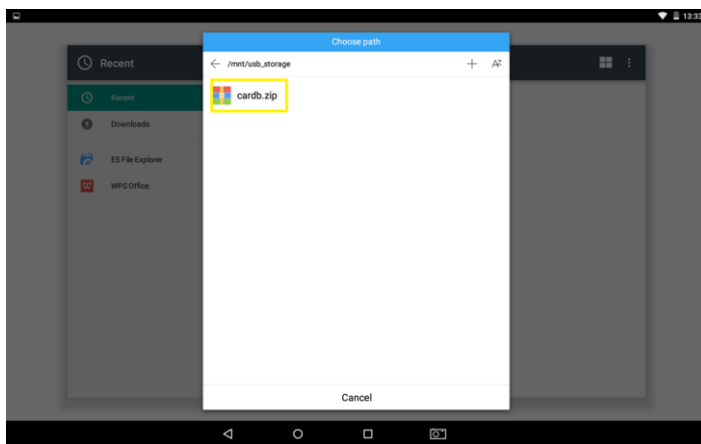 13:33
Choose path
Recent
/mnt/usb_storage
cardb.zip
Recent
Downloads
ES File Explorer
WPS Office
Cancel